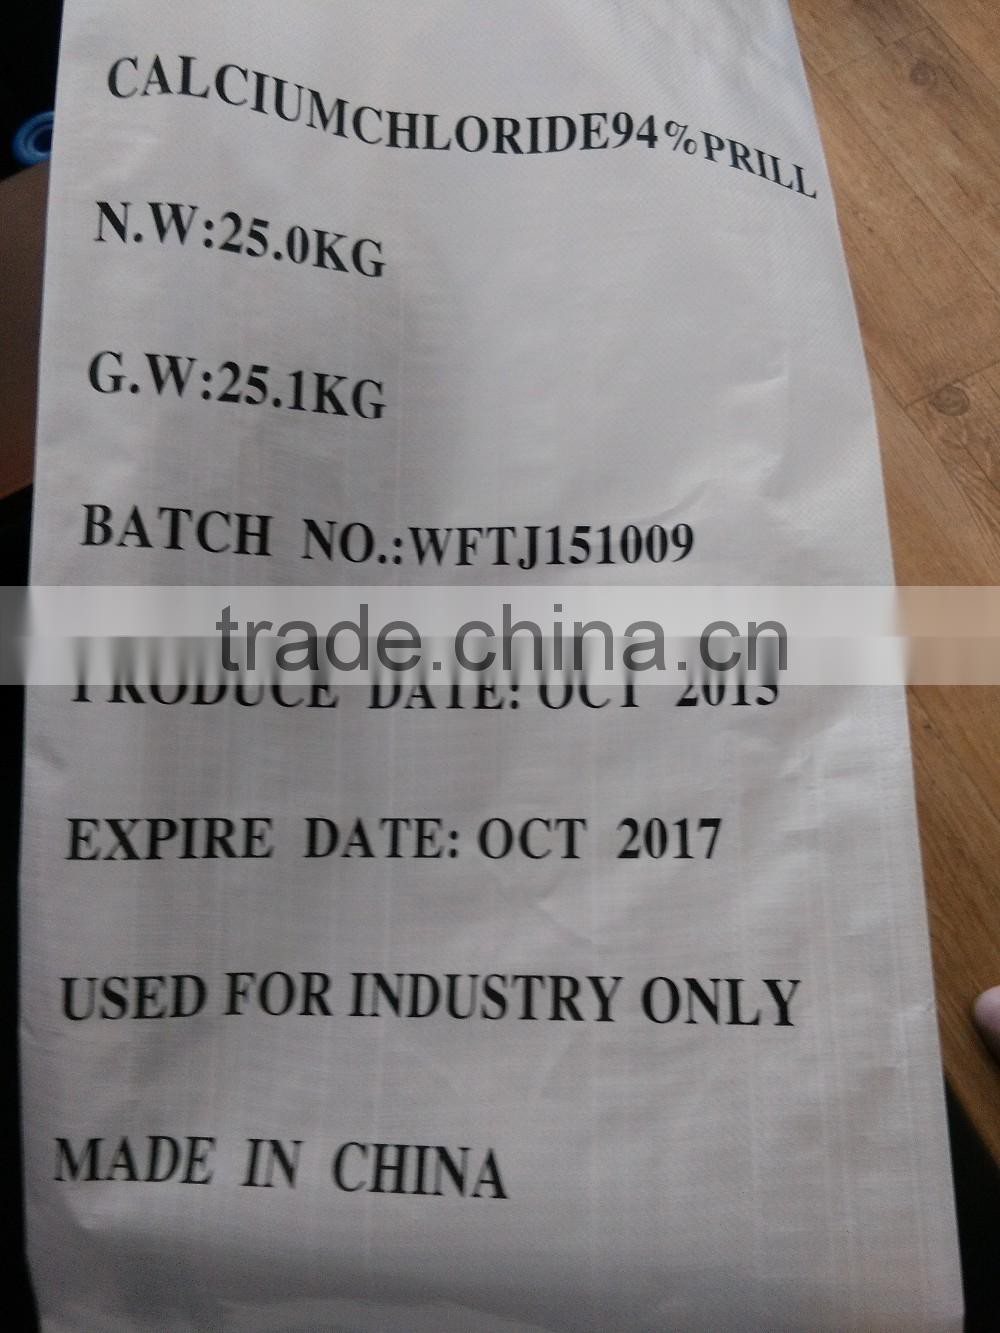 CALCIUMCHLORIDE94%PRILL
N.W:25.0KG
G.W:25.1KG
BATCH NO.:WFTJ151009
trade.china.cn
PRODUCE DATE: OCT 2015
EXPIRE DATE: OCT 2017
USED FOR INDUSTRY ONLY
MADE IN CHINA